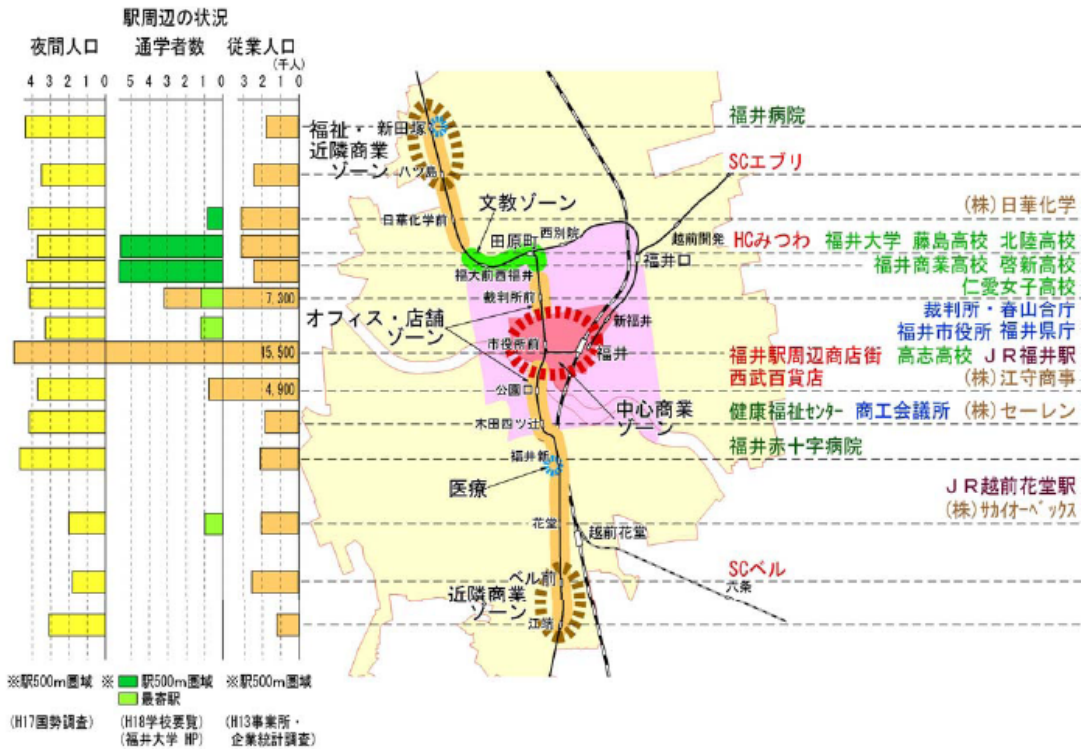 駅周辺の状況
夜間人口 通学者数 従業人口
(千人)
4 3 2 1 0 5 4 3 2 1 0 3 2 1 0
福井病院
福祉・
近隣商業
ゾーン
新田塚
SCエブリ
八ツ島
文教ゾーン
(株)日華化学
日華化学前
田原町
西別院
越前開発
HCみつわ 福井大学 藤島高校 北陸高校
福井口
福大前西福井
福井商業高校 啓新高校
仁愛女子高校
7,300
裁判所前
オフィス・店舗
ゾーン
新福井
裁判所・春山合庁
福井市役所 福井県庁
15,500
市役所前
福井
福井駅周辺商店街 高志高校 JR福井駅
西武百貨店 (株)江守商事
4,900
公園口
中心商業
ゾーン
木田四ツ辻
健康福祉センター 商工会議所 (株)セーレン
福井新
福井赤十字病院
医療
JR越前花堂駅
(株)サカイオーベックス
花堂
越前花堂
SCベル
ベル前
六条
近隣商業
ゾーン
江端
※駅500m圏域 ※ 駅500m圏域 ※駅500m圏域
最寄駅
(H17国勢調査) (H18学校要覧) (H13事業所・
(福井大学 HP) 企業統計調査)